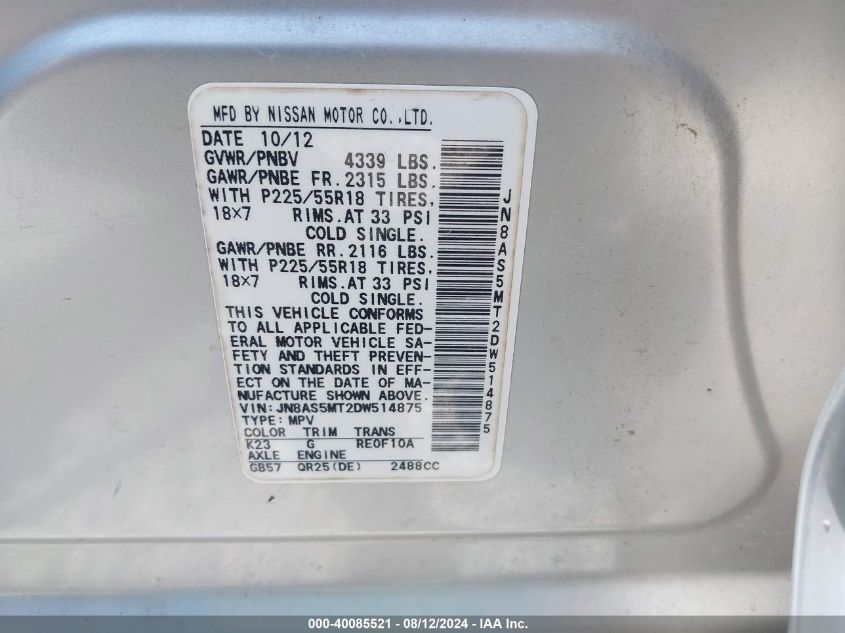 MFD BY NISSAN MOTOR CO.,LTD.
DATE 10/12
GVWR/PNBV 4339 LBS.
GAWR/PNBE FR. 2315 LBS.
WITH P225/55R18 TIRES,
18×7 RIMS.AT 33 PSI
COLD SINGLE.
GAWR/PNBE RR. 2116 LBS.
WITH P225/55R18 TIRES,
18×7 RIMS.AT 33 PSI
COLD SINGLE.
THIS VEHICLE CONFORMS
TO ALL APPLICABLE FED-
ERAL MOTOR VEHICLE SA-
FETY AND THEFT PREVEN-
TION STANDARDS IN EFF-
ECT ON THE DATE OF MA-
NUFACTURE SHOWN ABOVE.
VIN: JN8AS5MT2DW514875
TYPE: MPV
COLOR TRIM TRANS
K23 G RE0F10A
AXLE ENGINE
GB57 QR25(DE) 2488CC
JN8AS5MT2DW514875
000-40085521 - 08/12/2024 - IAA Inc.